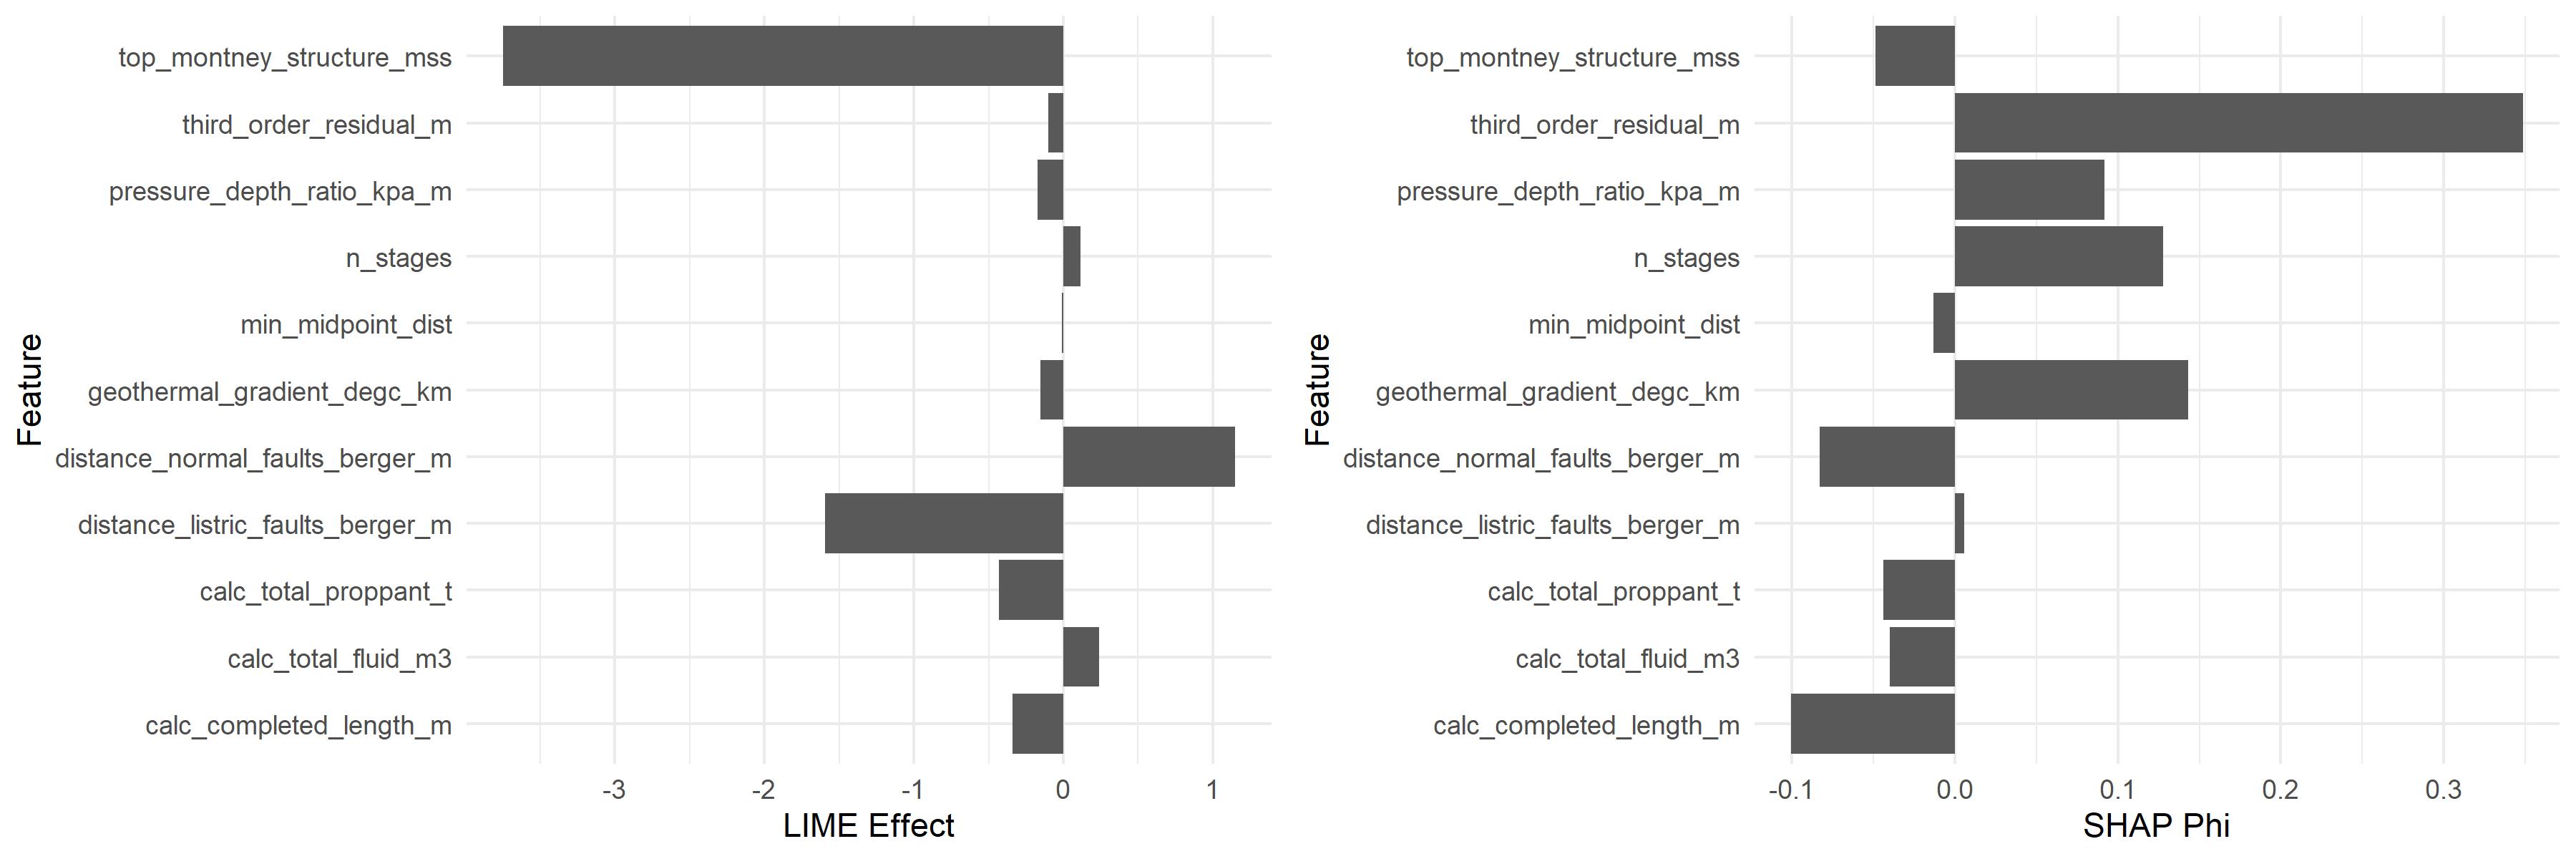 Feature
top_montney_structure_mss
third_order_residual_m
pressure_depth_ratio_kpa_m
n_stages
min_midpoint_dist
geothermal_gradient_degc_km
distance_normal_faults_berger_m
distance_listric_faults_berger_m
calc_total_proppant_t
calc_total_fluid_m3
calc_completed_length_m
-3 -2 -1 0 1
LIME Effect
Feature
top_montney_structure_mss
third_order_residual_m
pressure_depth_ratio_kpa_m
n_stages
min_midpoint_dist
geothermal_gradient_degc_km
distance_normal_faults_berger_m
distance_listric_faults_berger_m
calc_total_proppant_t
calc_total_fluid_m3
calc_completed_length_m
-0.1 0.0 0.1 0.2 0.3
SHAP Phi